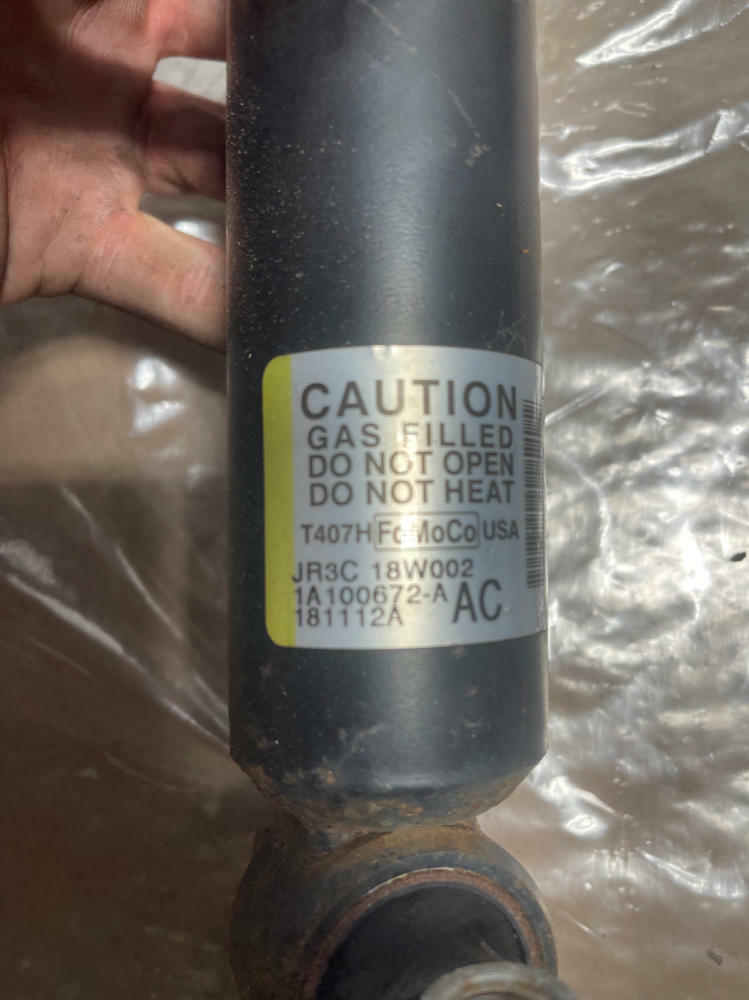 CAUTION
GAS FILLED
DO NOT OPEN
DO NOT HEAT
T407H FoMoCo USA
JR3C 18W002
1A100672-A AC
181112A